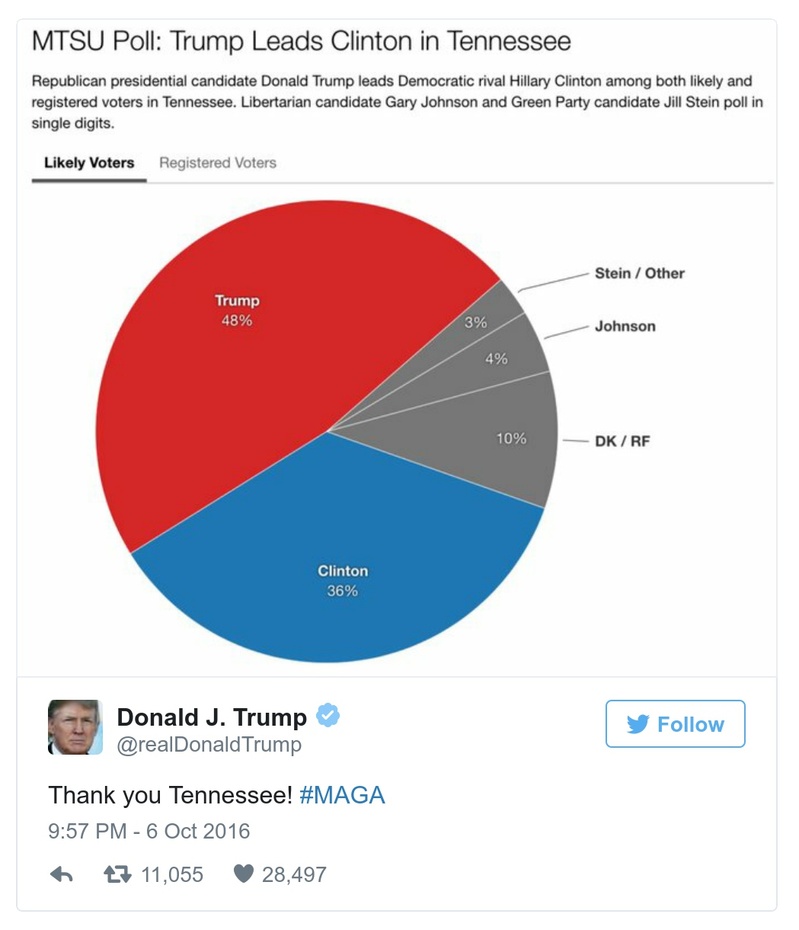 MTSU Poll: Trump Leads Clinton in Tennessee
Republican presidential candidate Donald Trump leads Democratic rival Hillary Clinton among both likely and
registered voters in Tennessee. Libertarian candidate Gary Johnson and Green Party candidate Jill Stein poll in
single digits.
Likely Voters Registered Voters
Stein / Other
Trump
48%
3%
Johnson
4%
10%
DK / RF
Clinton
36%
Donald J. Trump
@realDonaldTrump
Follow
Thank you Tennessee! #MAGA
9:57 PM - 6 Oct 2016
11,055 28,497